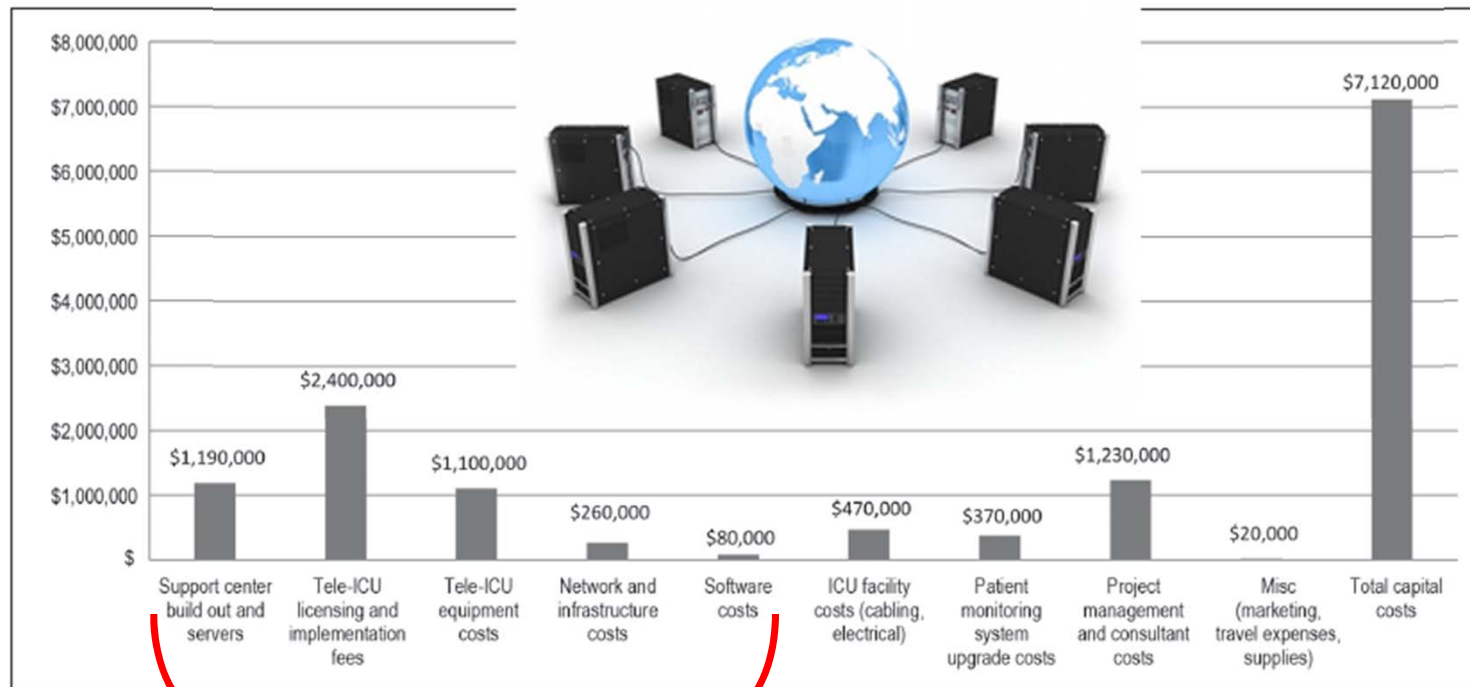 $8,000,000
$7,000,000
$6,000,000
$5,000,000
$4,000,000
$3,000,000
$2,000,000
$1,000,000
$
$1,190,000
$2,400,000
$1,100,000
$260,000
$80,000
$470,000
$370,000
$1,230,000
$20,000
$7,120,000
Support center
build out and
servers
Tele-ICU
licensing and
implementation
fees
Tele-ICU
equipment
costs
Network and
infrastructure
costs
Software
costs
ICU facility
costs (cabling,
electrical)
Patient
monitoring
system
upgrade costs
Project
management
and consultant
costs
Misc
(marketing,
travel expenses,
supplies)
Total capital
costs